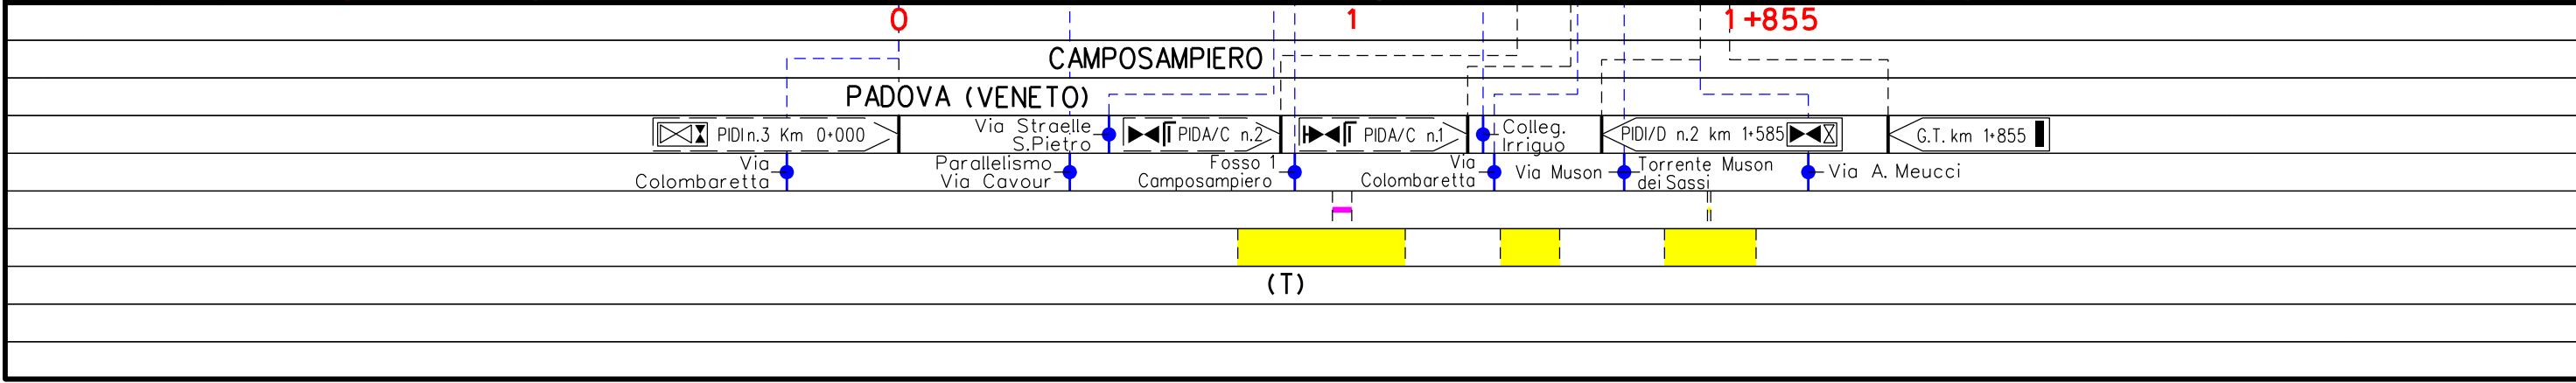 0 1 1+855
CAMPOSAMPIERO
PADOVA (VENETO)
PIDI n.3 Km 0+000
Via Straelle
S.Pietro
PIDA/C n.2
PIDA/C n.1
Colleg.
Irriguo
PIDI/D n.2 km 1+585
G.T. km 1+855
Via
Colombaretta
Parallelismo
Via Cavour
Fosso 1
Camposampiero
Via
Colombaretta
Via Muson
Torrente Muson
dei Sassi
Via A. Meucci
(T)